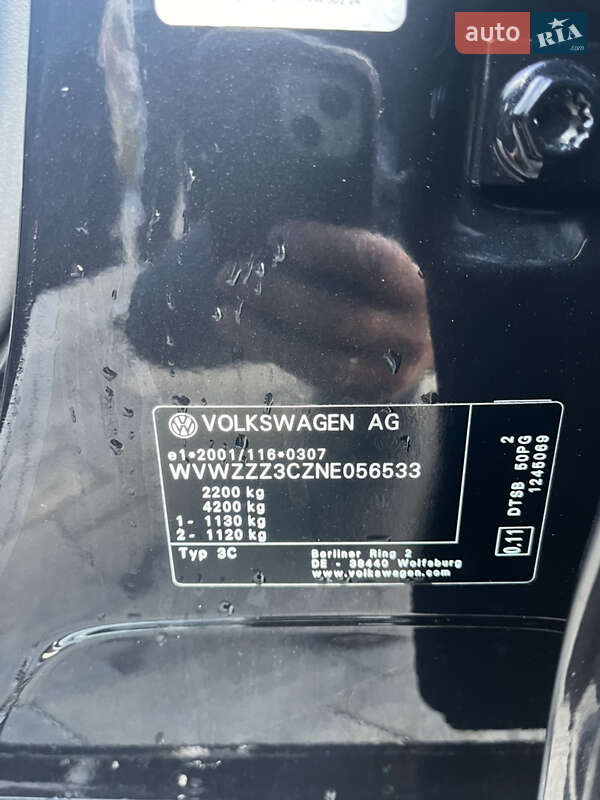 auto RIA
.com
VOLKSWAGEN AG
e1*2001/116*0307
WVWZZZ3CZNE056533
2200 kg
4200 kg
1- 1130 kg
2- 1120 kg
Typ 3C
Berliner Ring 2
DE - 38440 Wolfsburg
www.volkswagen.com
0.11
DTSB 50PG 2
1245069